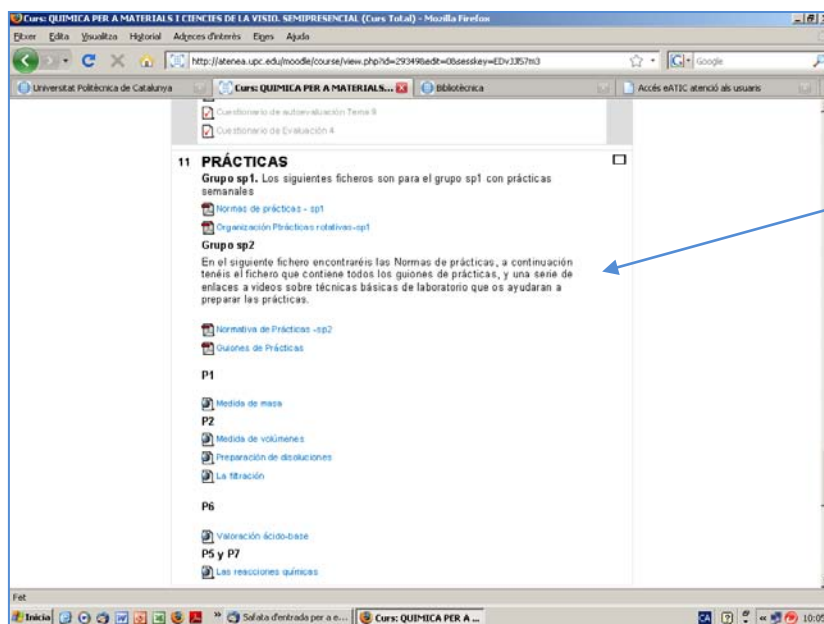 Curs: QUIMICA PER A MATERIALS I CIENCIES DE LA VISIO. SEMIPRESENCIAL (Curs Total) - Mozilla Firefox
Fitxer Edita Visualitza Historial Adreces d'interès Eines Ajuda
http://atenea.upc.edu/moodle/course/view.php?id=29349&edit=0&sesskey=EDvJJf57m3 Google
Universitat Politècnica de Catalunya Curs: QUIMICA PER A MATERIALS... Bibliotècnica Accés eATIC atenció als usuaris
Cuestionario de autoevaluación Tema 9
Cuestionario de Evaluación 4
11 PRÁCTICAS
Grupo sp1. Los siguientes ficheros son para el grupo sp1 con prácticas
semanales
Normas de prácticas - sp1
Organización Ptrácticas rotativas-sp1
Grupo sp2
En el siguiente fichero encontraréis las Normas de prácticas, a continuación
tenéis el fichero que contiene todos los guiones de prácticas, y una serie de
enlaces a videos sobre técnicas básicas de laboratorio que os ayudaran a
preparar les prácticas.
Normativa de Prácticas -sp2
Guiones de Prácticas
P1
Medida de masa
P2
Medida de volúmenes
Preparación de disoluciones
La filtración
P6
Valoración ácido-base
P5 y P7
Las reacciones químicas
Fet
Inicia » Safata d'entrada per a e... Curs: QUIMICA PER A ... CA « 10:05